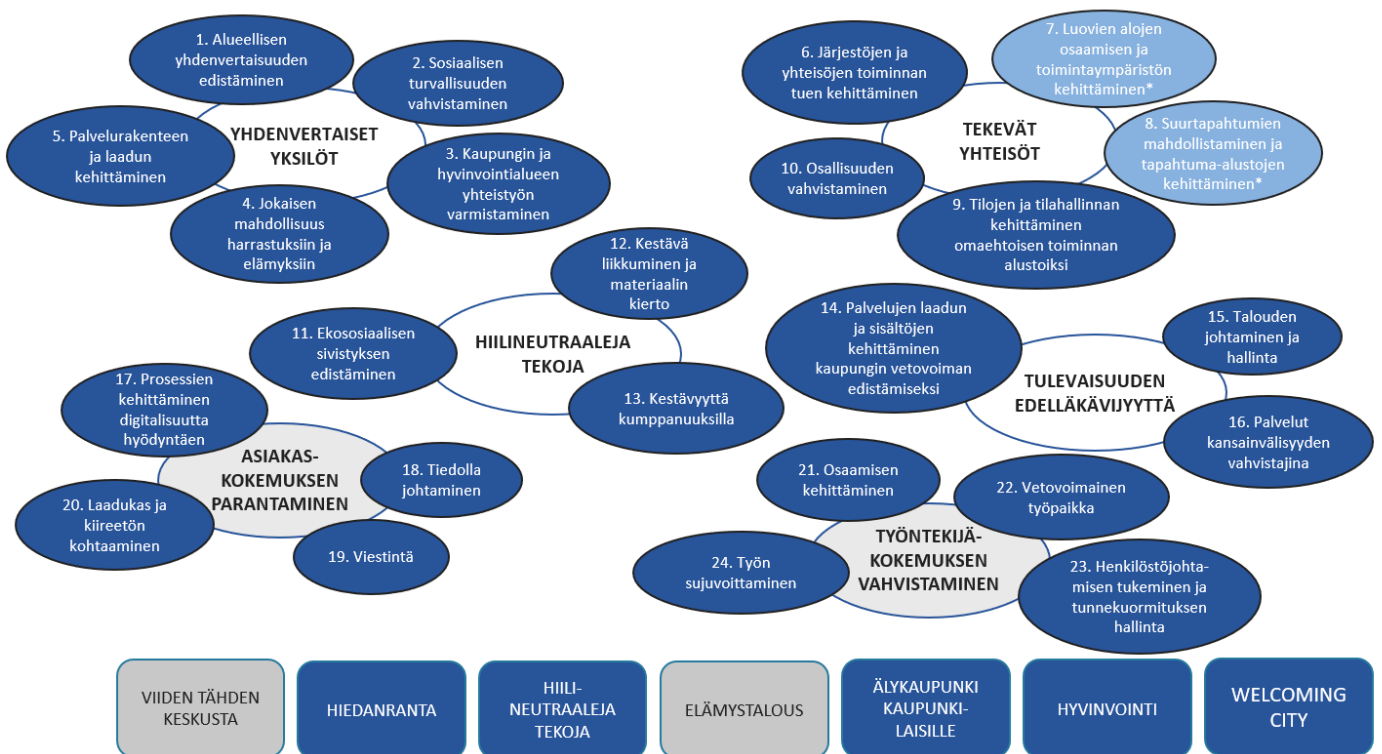 1. Alueellisen
yhdenvertaisuuden
edistäminen
2. Sosiaalisen
turvallisuuden
vahvistaminen
5. Palvelurakenteen
ja laadun
kehittäminen
YHDENVERTAISET
YKSILÖT
3. Kaupungin ja
hyvinvointialueen
yhteistyön
varmistaminen
4. Jokaisen
mahdollisuus
harrastuksiin ja
elämyksiin
6. Järjestöjen ja
yhteisöjen toiminnan
tuen kehittäminen
7. Luovien alojen
osaamisen ja
toimintaympäristön
kehittäminen*
TEKEVÄT
YHTEISÖT
8. Suurtapahtumien
mahdollistaminen ja
tapahtuma-alustojen
kehittäminen*
10. Osallisuuden
vahvistaminen
9. Tilojen ja tilahallinnan
kehittäminen
omaehtoisen toiminnan
alustoiksi
12. Kestävä
liikkuminen ja
materiaalin
kierto
11. Ekososiaalisen
sivistyksen
edistäminen
HIILINEUTRAALEJA
TEKOJA
13. Kestävyyttä
kumppanuuksilla
14. Palvelujen laadun
ja sisältöjen
kehittäminen
kaupungin vetovoiman
edistämiseksi
15. Talouden
johtaminen ja
hallinta
TULEVAISUUDEN
EDELLÄKÄVIJYYTTÄ
16. Palvelut
kansainvälisyyden
vahvistajina
17. Prosessien
kehittäminen
digitalisuutta
hyödyntäen
ASIAKAS-
KOKEMUKSEN
PARANTAMINEN
18. Tiedolla
johtaminen
20. Laadukas ja
kiireetön
kohtaaminen
19. Viestintä
21. Osaamisen
kehittäminen
22. Vetovoimainen
työpaikka
TYÖNTEKIJÄ-
KOKEMUKSEN
VAHVISTAMINEN
24. Työn
sujuvoittaminen
23. Henkilöstöjohta-
misen tukeminen ja
tunnekuormituksen
hallinta
VIIDEN TÄHDEN
KESKUSTA
HIEDANRANTA
HIILI-
NEUTRAALEJA
TEKOJA
ELÄMYSTALOUS
ÄLYKAUPUNKI
KAUPUNKI-
LAISILLE
HYVINVOINTI
WELCOMING
CITY